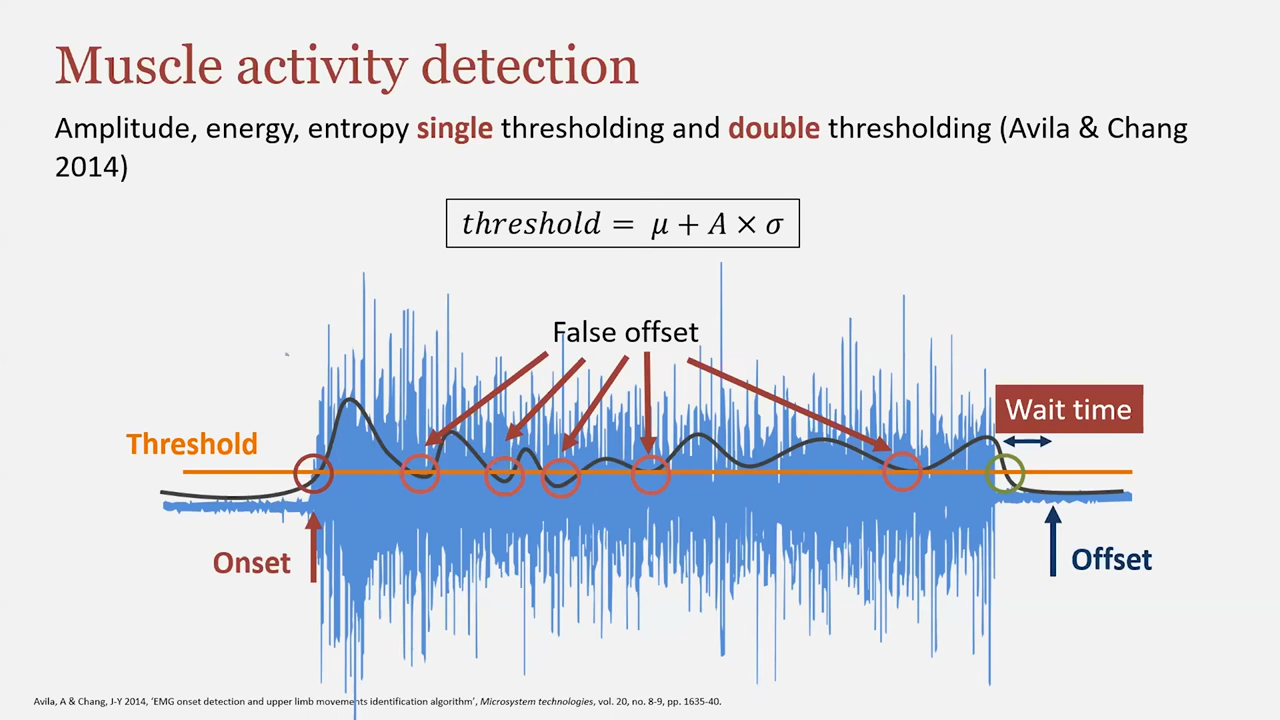 Muscle activity detection
Amplitude, energy, entropy single thresholding and double thresholding (Avila & Chang
2014)
threshold = μ + A × σ
False offset
Wait time
Threshold
Onset
Offset
Avila, A & Chang, J-Y 2014, ‘EMG onset detection and upper limb movements identification algorithm’, Microsystem technologies, vol. 20, no. 8-9, pp. 1635-40.